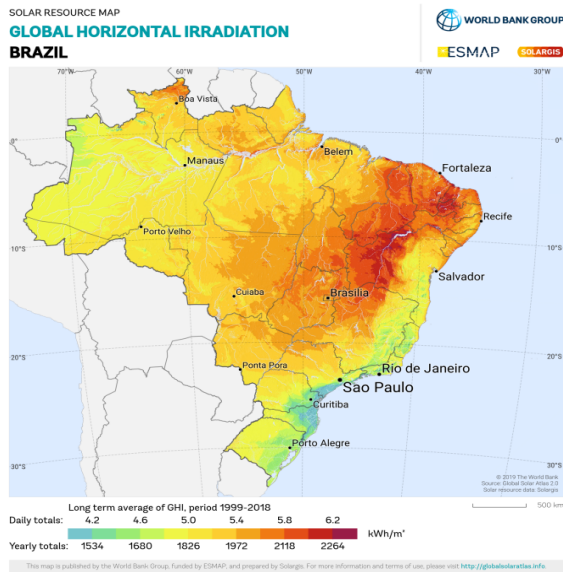 SOLAR RESOURCE MAP
GLOBAL HORIZONTAL IRRADIATION
BRAZIL
WORLD BANK GROUP
ESMAP
SOLARGIS
70°W
60°W
50°W
40°W
30°W
Boa Vista
0°
Belem
Manaus
Fortaleza
Recife
Porto Velho
10°S
10°S
Salvador
Cuiaba
Brasilia
20°S
20°S
Ponta Pora
Rio de Janeiro
Sao Paulo
Curitiba
Porto Alegre
30°S
30°S
© 2019 The World Bank
Source: Global Solar Atlas 2.0
Solar resource data: Solargis
Long term average of GHI, period 1999-2018
500 km
Daily totals: 4.2 4.6 5.0 5.4 5.8 6.2
kWh/m²
Yearly totals: 1534 1680 1826 1972 2118 2264
This map is published by the World Bank Group, funded by ESMAP, and prepared by Solargis. For more information and terms of use, please visit http://globalsolaratlas.info.